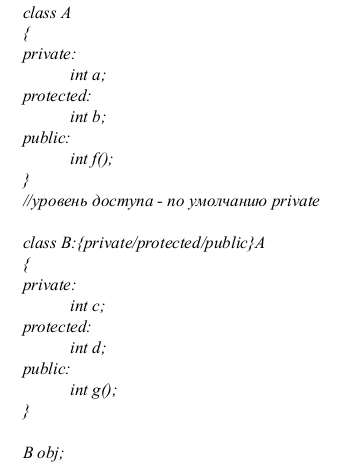 class A
{
private:
int a;
protected:
int b;
public:
int f();
}
//уровень доступа - по умолчанию private
class B:{private/protected/public}A
{
private:
int c;
protected:
int d;
public:
int g();
}
B obj;